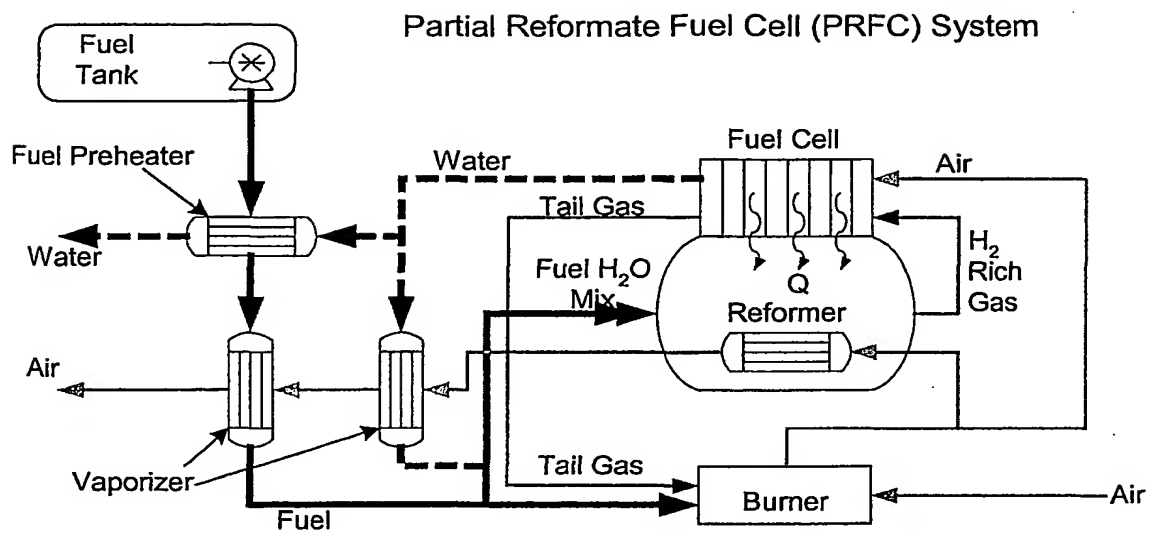 Partial Reformate Fuel Cell (PRFC) System
Fuel
Tank
Fuel Preheater
Fuel Cell
Water
Air
Tail Gas
Water
Fuel H₂O
Mix
Q
Reformer
H₂
Rich
Gas
Air
Vaporizer
Tail Gas
Burner
Air
Fuel